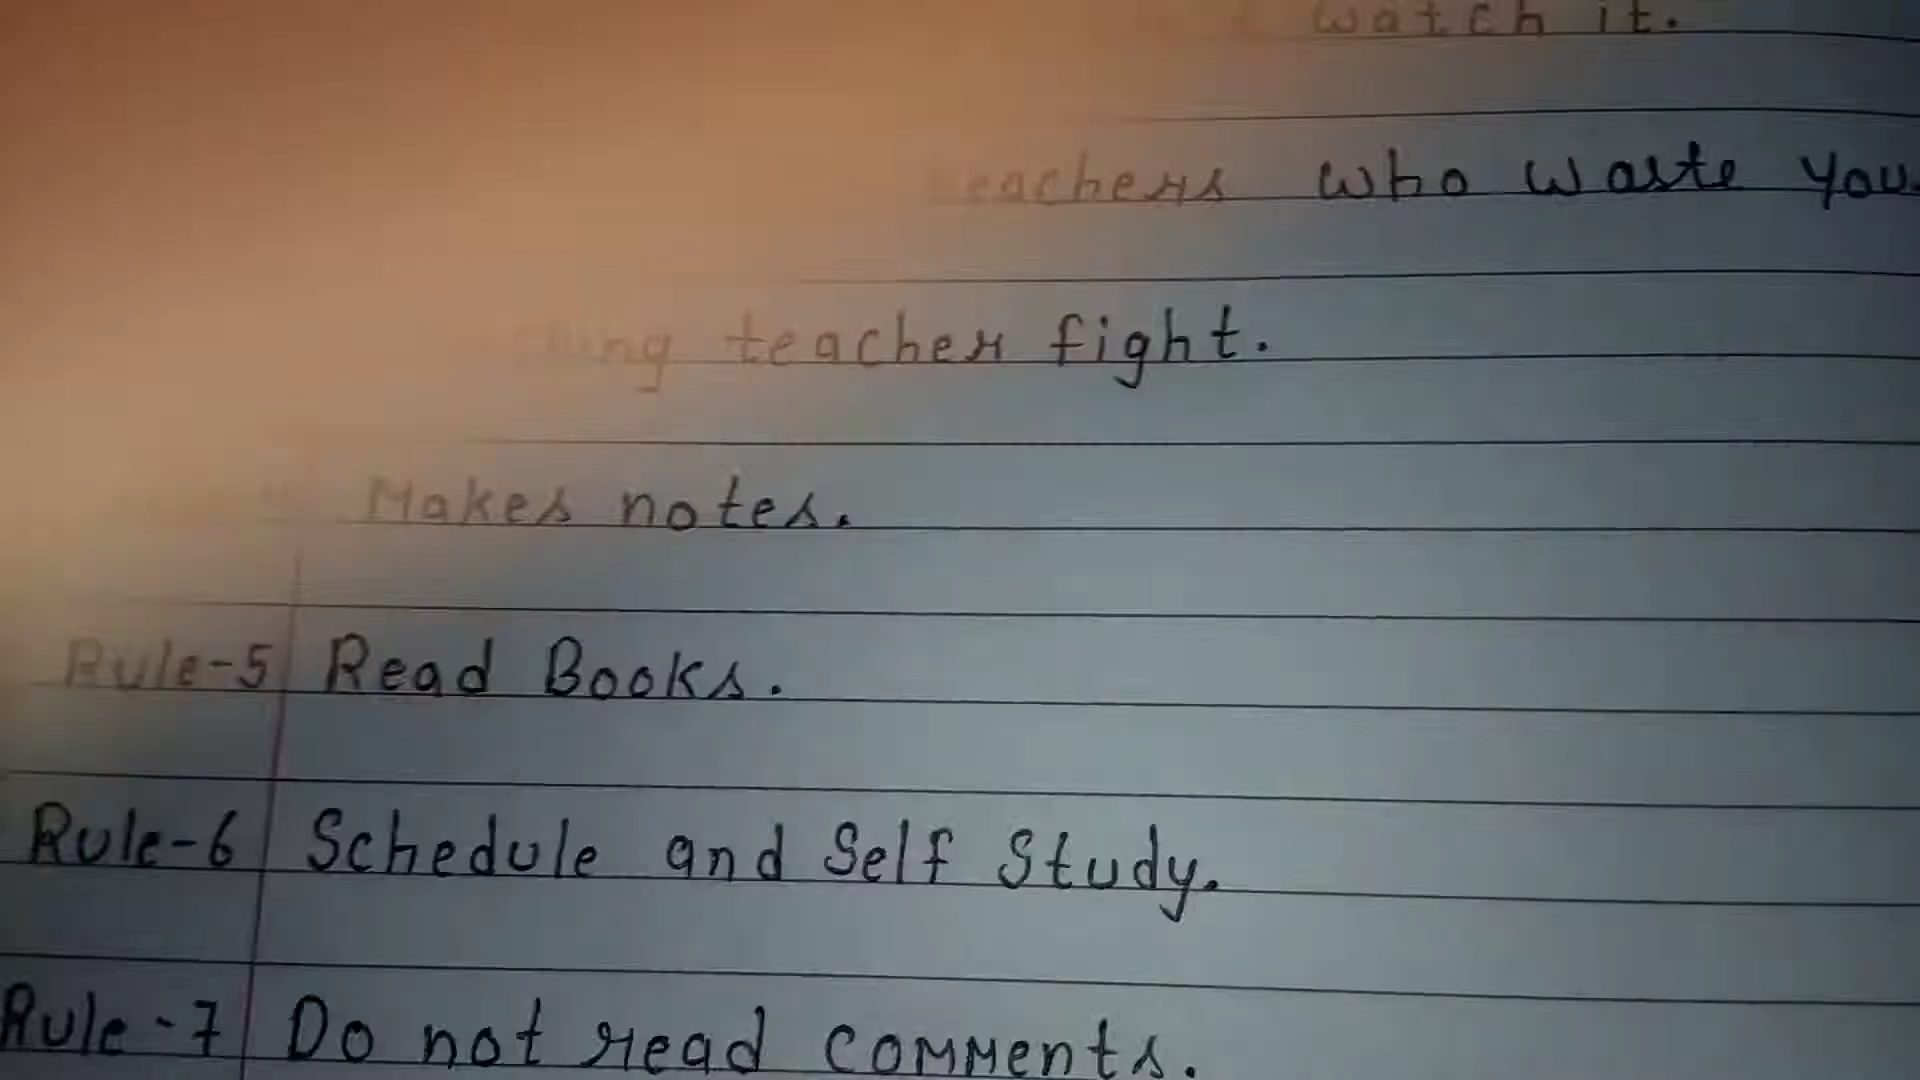 watch it.
teachers who waste you
teacher fight.
Makes notes.
Rule-5 Read Books.
Rule-6 Schedule and Self Study.
Rule-7 Do not read comments.